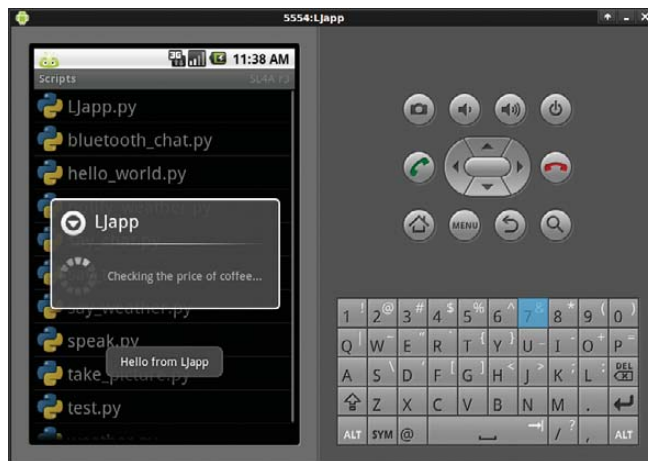 5554:LJapp
11:38 AM
Scripts SL4A r3
LJapp.py
bluetooth_chat.py
hello_world.py
LJapp
Checking the price of coffee...
say_weather.py
speak.py
Hello from LJapp
take_picture.py
test.py
MENU
1 ! 2 @ 3 # 4 $ 5 % 6 ^ 7 & 8 * 9 ( 0 )
Q | W ~ E " R ` T { Y } U _ I - O + P =
A S \ D ' F [ G ] H < J > K ; L : DEL
Z X C V B N M .
ALT SYM @ / ? , ALT